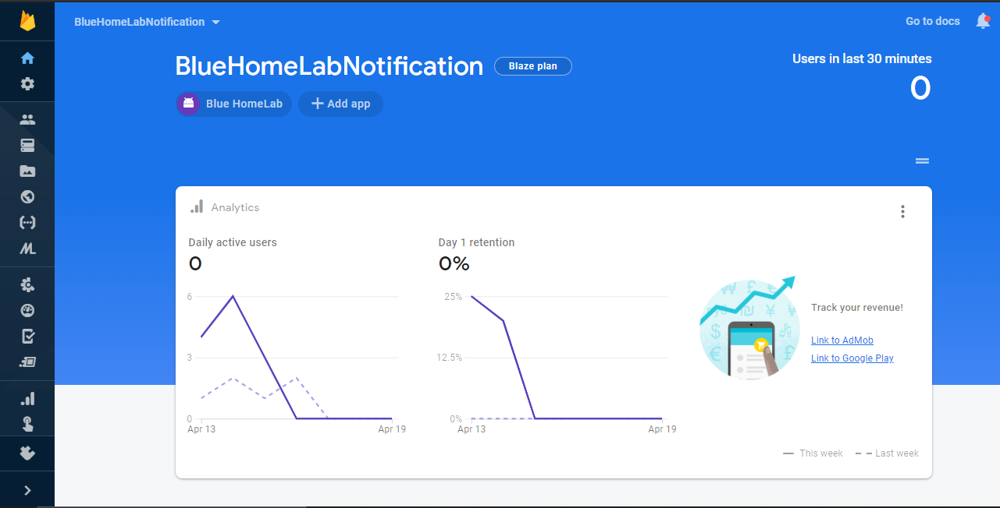 BlueHomeLabNotification
Go to docs
BlueHomeLabNotification
Blaze plan
Users in last 30 minutes
0
Blue HomeLab
Add app
Analytics
Daily active users
0
Day 1 retention
0%
6
3
0
Apr 13
Apr 19
25%
12.5%
0%
Apr 13
Apr 19
Track your revenue!
Link to AdMob
Link to Google Play
This week
Last week